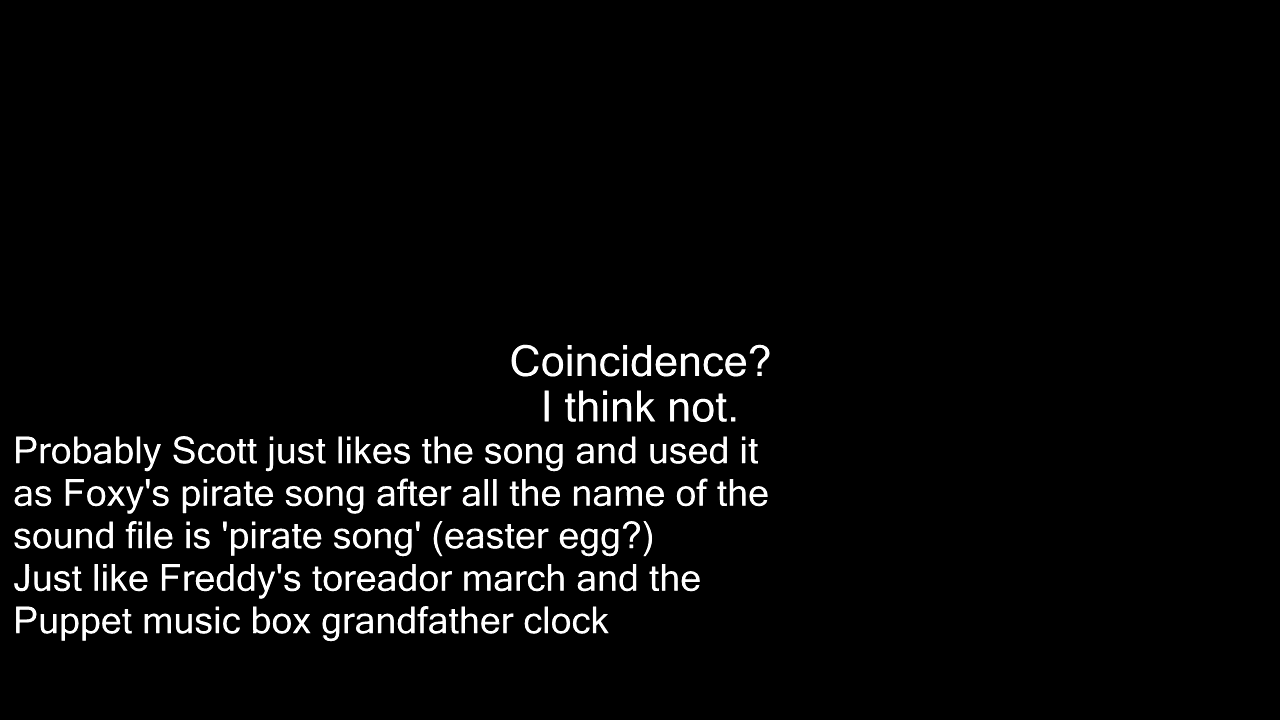 Coincidence?
I think not.
Probably Scott just likes the song and used it
as Foxy's pirate song after all the name of the
sound file is 'pirate song' (easter egg?)
Just like Freddy's toreador march and the
Puppet music box grandfather clock